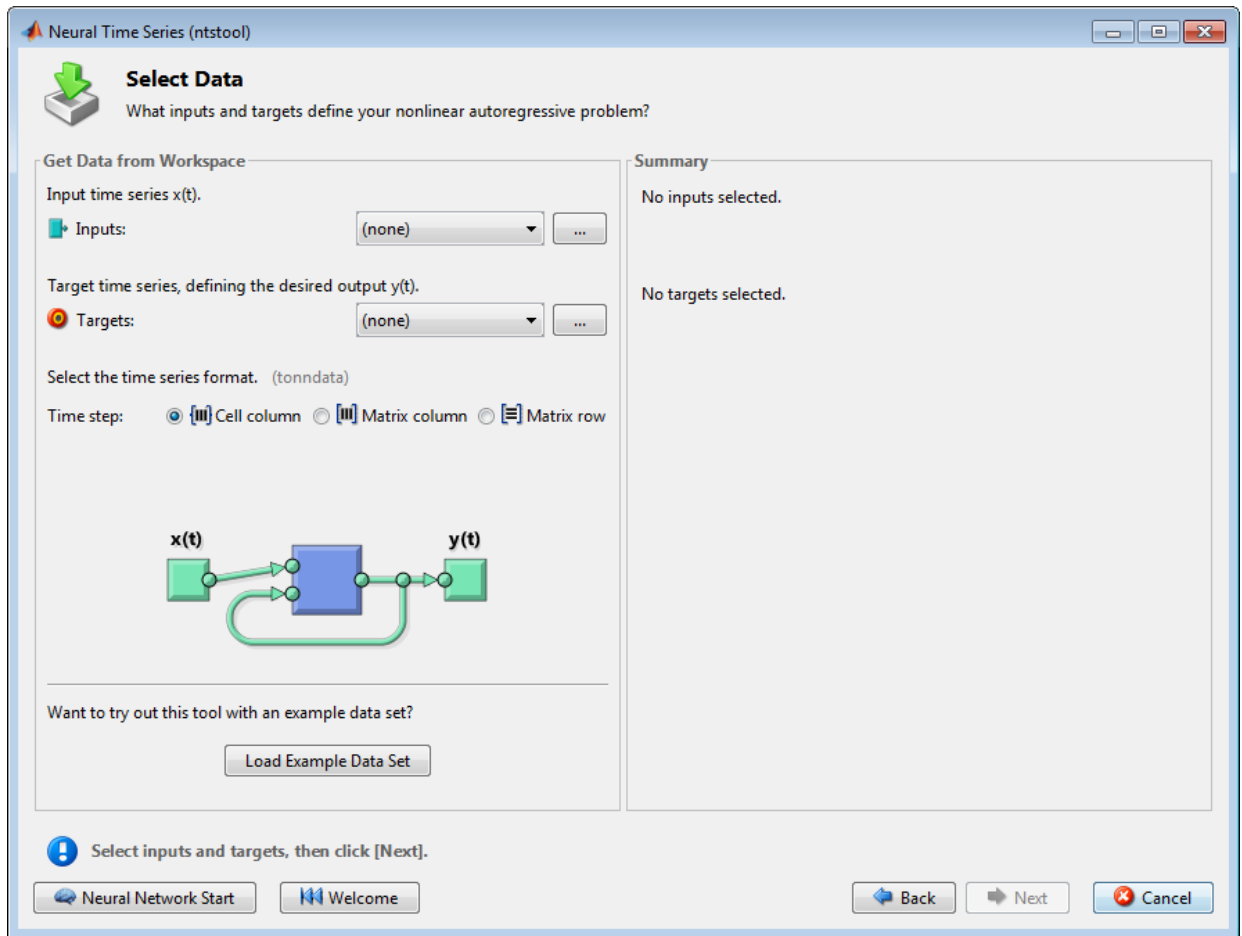 Neural Time Series (ntstool)
Select Data
What inputs and targets define your nonlinear autoregressive problem?
Get Data from Workspace
Input time series x(t).
Inputs: (none) ...
Target time series, defining the desired output y(t).
Targets: (none) ...
Select the time series format. (tonndata)
Time step: Cell column Matrix column Matrix row
x(t) y(t)
Want to try out this tool with an example data set?
Load Example Data Set
Summary
No inputs selected.
No targets selected.
Select inputs and targets, then click [Next].
Neural Network Start Welcome Back Next Cancel